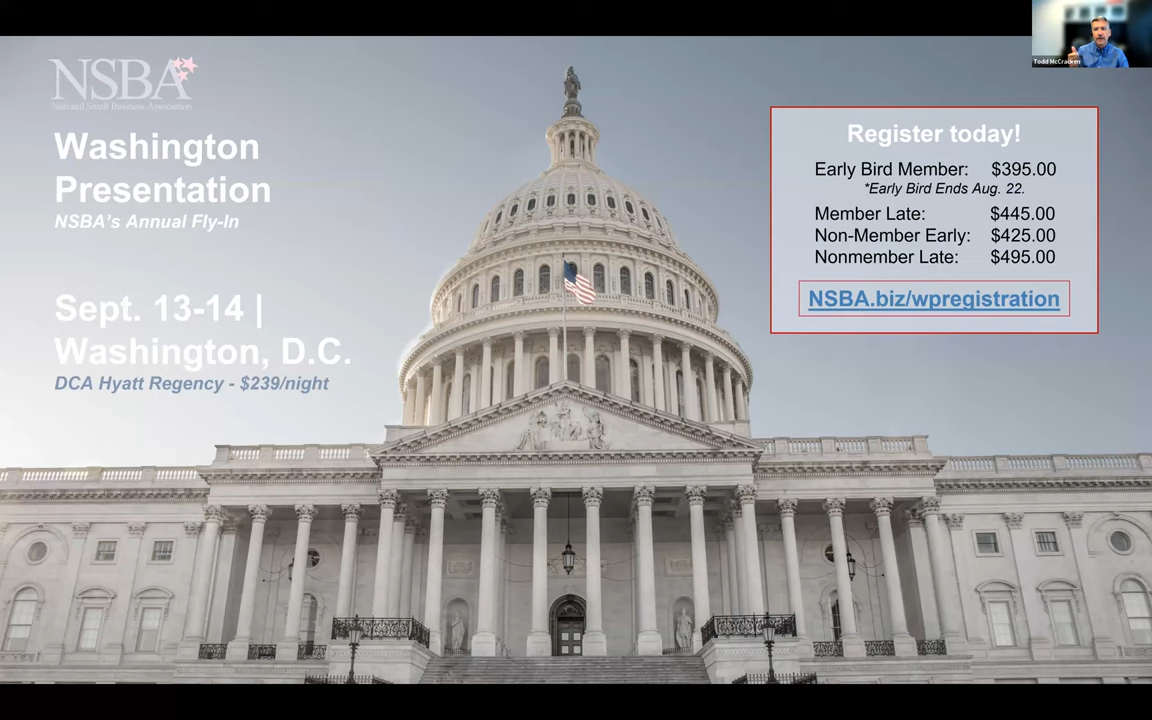 Todd McCracken
NSBA
National Small Business Association
Washington
Presentation
NSBA's Annual Fly-In
Sept. 13-14 |
Washington, D.C.
DCA Hyatt Regency - $239/night
Register today!
Early Bird Member: $395.00
*Early Bird Ends Aug. 22.
Member Late: $445.00
Non-Member Early: $425.00
Nonmember Late: $495.00
NSBA.biz/wpregistration